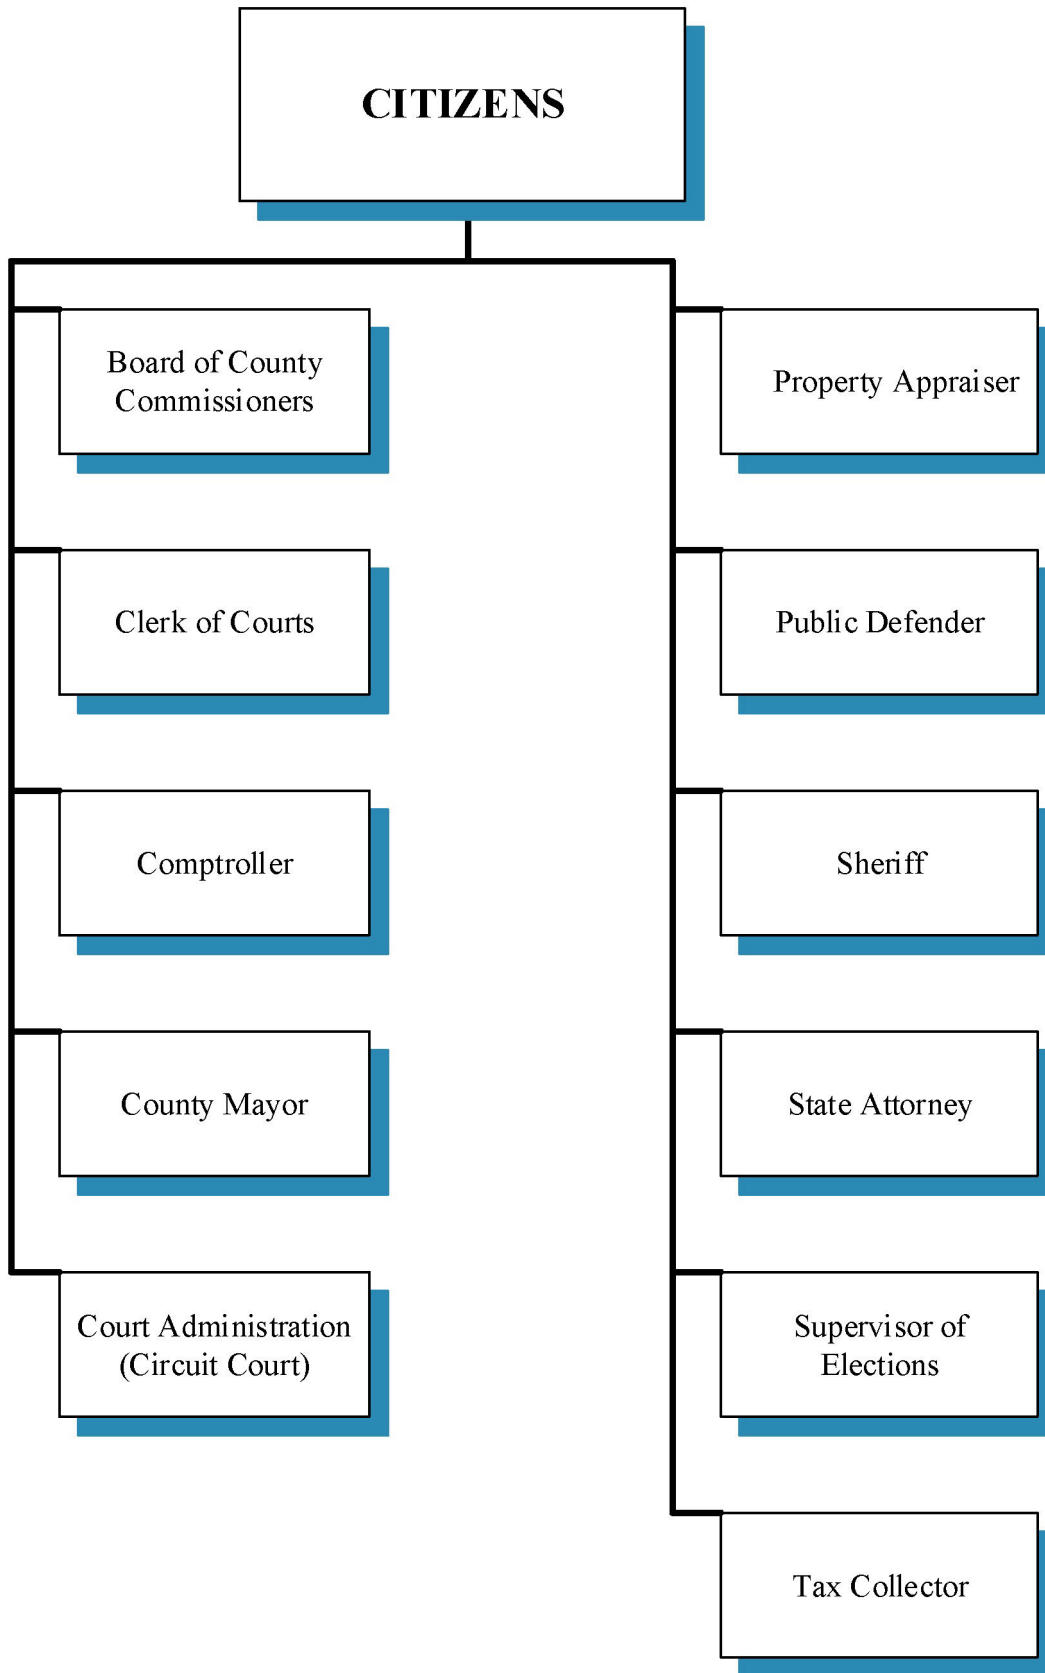 CITIZENS
Board of County
Commissioners
Clerk of Courts
Comptroller
County Mayor
Court Administration
(Circuit Court)
Property Appraiser
Public Defender
Sheriff
State Attorney
Supervisor of
Elections
Tax Collector